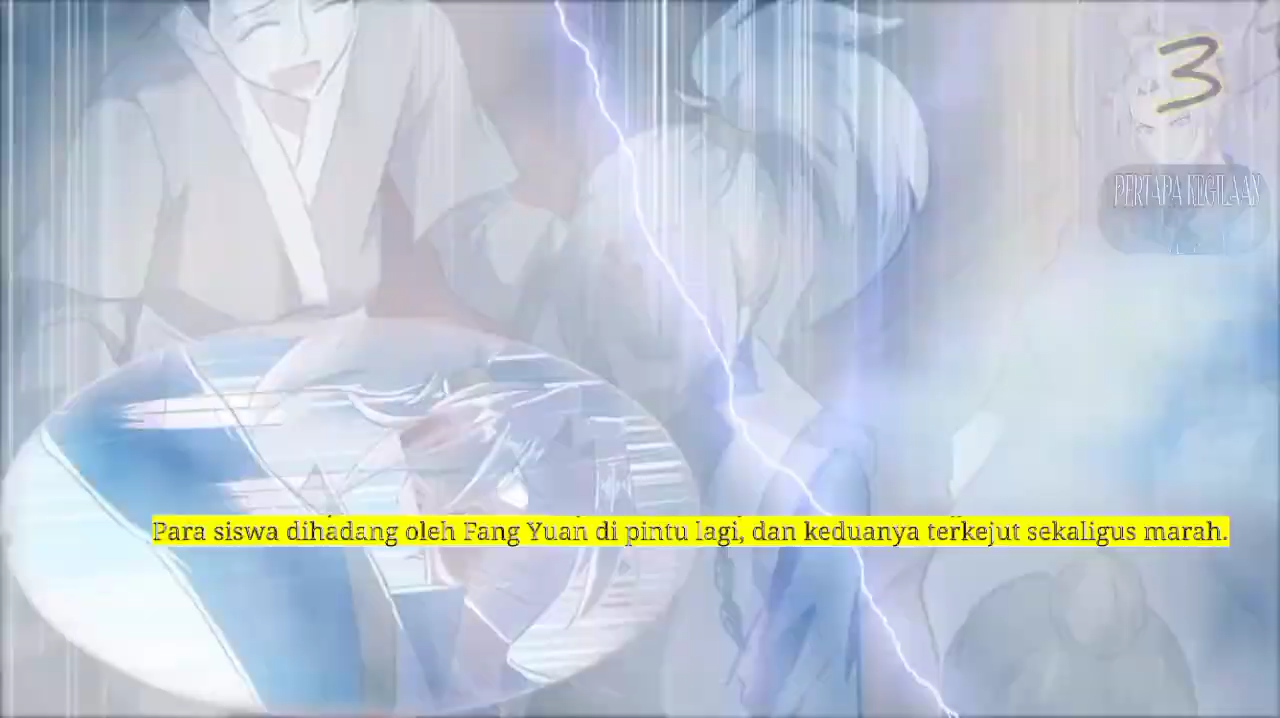 3
PERTAPA KEGILAAN
Para siswa dihadang oleh Fang Yuan di pintu lagi, dan keduanya terkejut sekaligus marah.